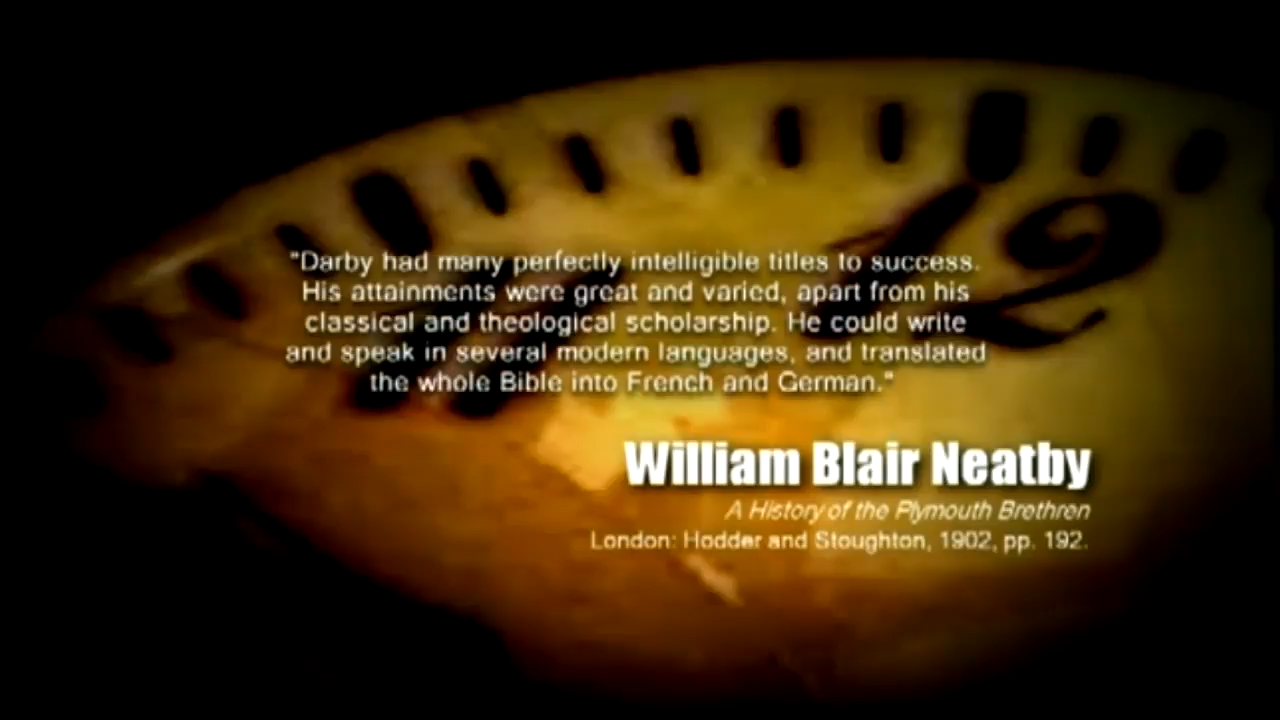 "Darby had many perfectly intelligible titles to success.
His attainments were great and varied, apart from his
classical and theological scholarship. He could write
and speak in several modern languages, and translated
the whole Bible into French and German."
William Blair Neatby
A History of the Plymouth Brethren
London: Hodder and Stoughton, 1902, pp. 192.
12